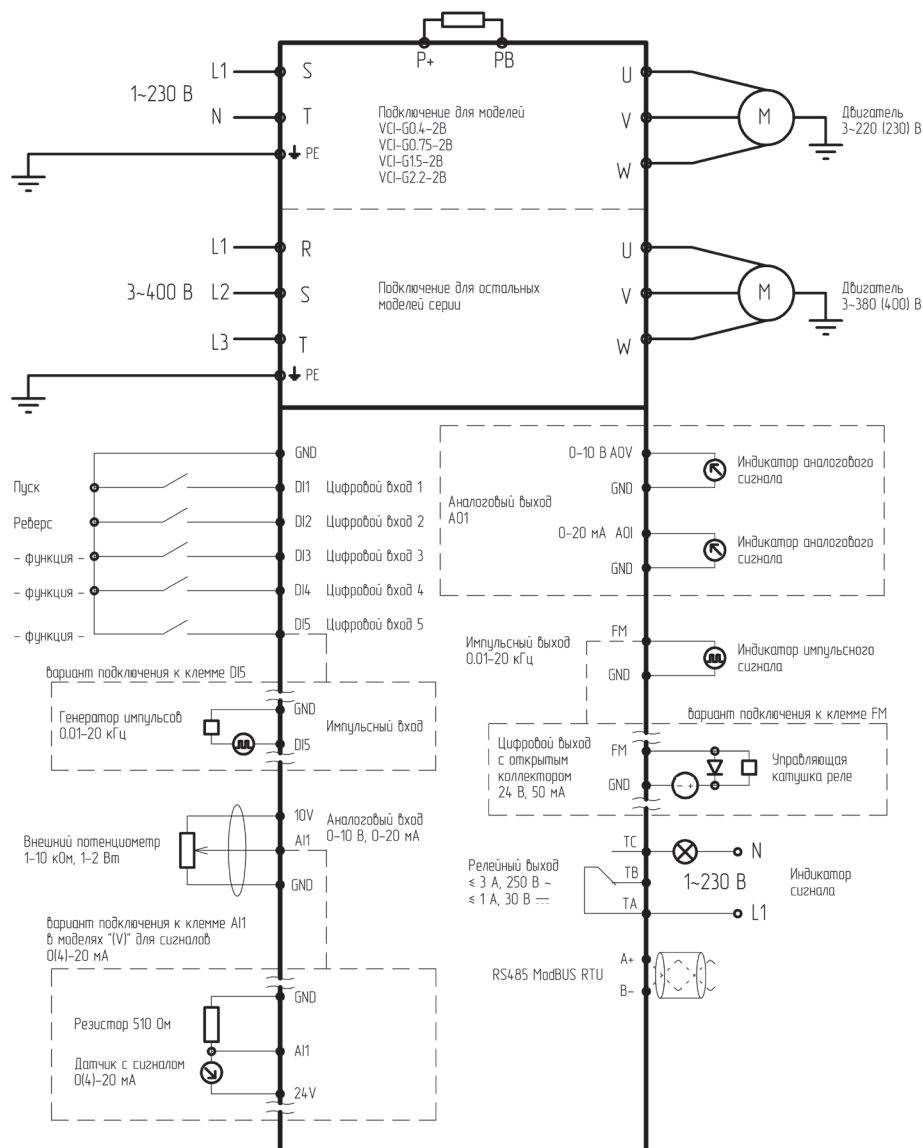 P+
PB
L1
S
1~230 В
N
T
PE
Подключение для моделей
VCI-G0.4-2B
VCI-G0.75-2B
VCI-G1.5-2B
VCI-G2.2-2B
U
V
W
M
Двигатель
3~220 (230) В
L1
R
3~400 В
L2
S
L3
T
PE
Подключение для остальных
моделей серии
U
V
W
M
Двигатель
3~380 (400) В
GND
Пуск
DI1 Цифровой вход 1
Реверс
DI2 Цифровой вход 2
- функция -
DI3 Цифровой вход 3
- функция -
DI4 Цифровой вход 4
- функция -
DI5 Цифровой вход 5
вариант подключения к клемме DI5
Генератор импульсов
0.01-20 кГц
GND
Импульсный вход
DI5
Внешний потенциометр
1-10 кОм, 1-2 Вт
10V
AI1
GND
Аналоговый вход
0-10 В, 0-20 мА
вариант подключения к клемме AI1
в моделях "(V)" для сигналов
0(4)-20 мА
GND
Резистор 510 Ом
AI1
Датчик с сигналом
0(4)-20 мА
24V
Аналоговый выход
AO1
0-10 В AOV
GND
Индикатор аналогового
сигнала
0-20 мА AOI
GND
Индикатор аналогового
сигнала
Импульсный выход
0.01-20 кГц
FM
GND
Индикатор импульсного
сигнала
вариант подключения к клемме FM
Цифровой выход
с открытым
коллектором
24 В, 50 мА
FM
GND
- +
Управляющая
катушка реле
Релейный выход
≤ 3 А, 250 В ~
≤ 1 А, 30 В ⎓
TC
TB
TA
N
1~230 В
L1
Индикатор
сигнала
RS485 ModBUS RTU
A+
B-